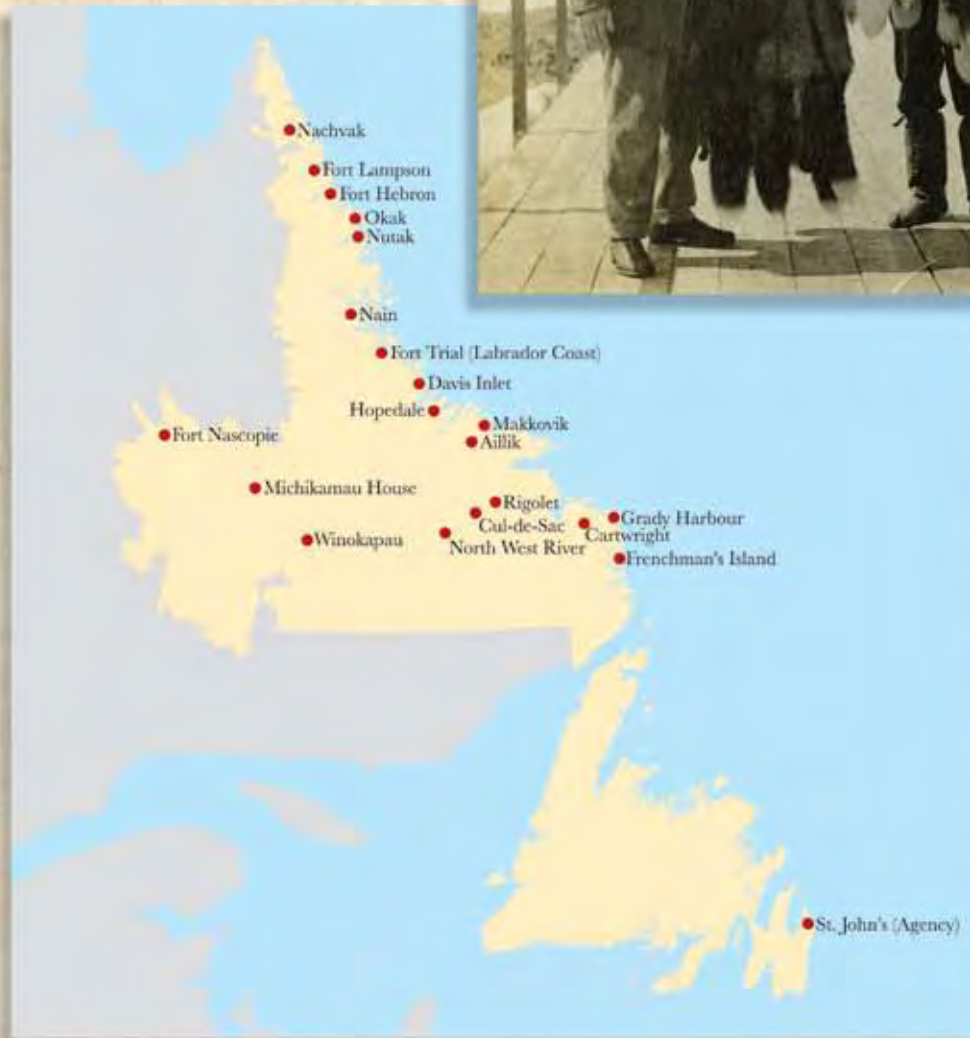 Nachvak
Fort Lampson
Fort Hebron
Okak
Nutak
Nain
Fort Trial (Labrador Coast)
Davis Inlet
Hopedale
Makkovik
Fort Nascopie
Aillik
Michikamau House
Rigolet
Cul-de-Sac
Grady Harbour
Cartwright
Winokapau
North West River
Frenchman's Island
St. John's (Agency)